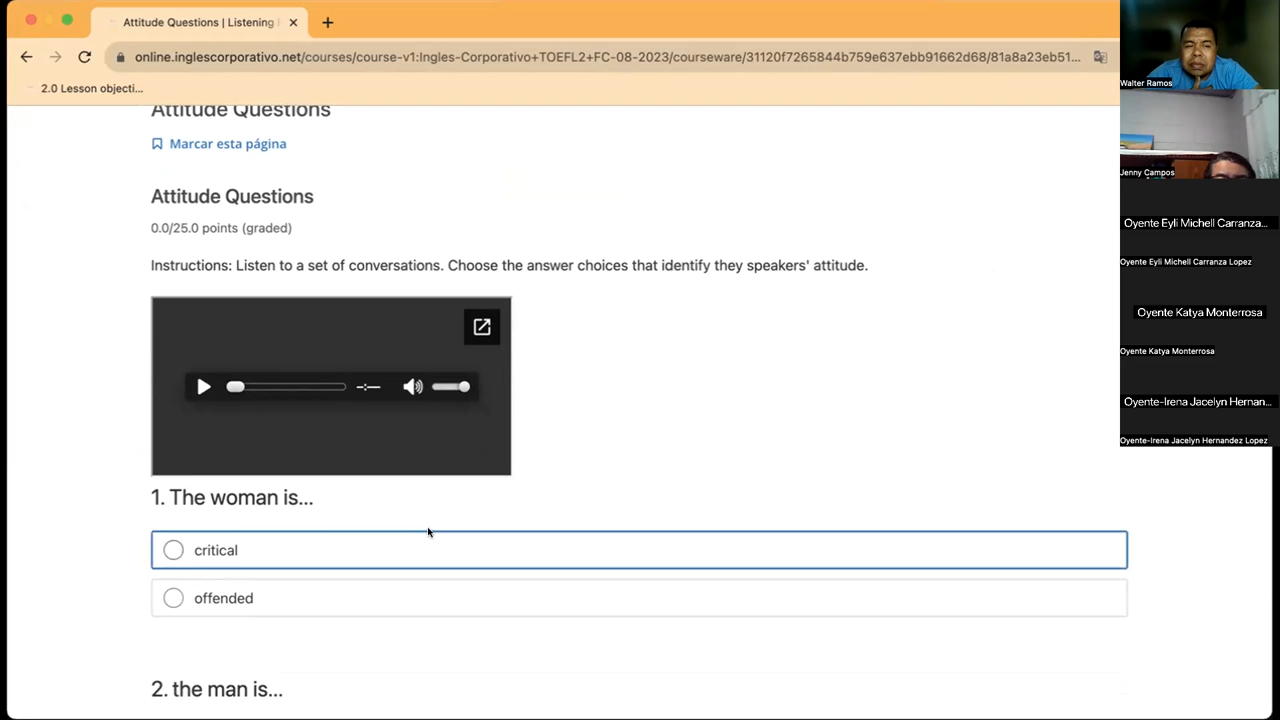 Attitude Questions | Listening
online.inglescorporativo.net/courses/course-v1:Ingles-Corporativo+TOEFL2+FC-08-2023/courseware/31120f7265844b759e637ebb91662d68/81a8a23eb51...
2.0 Lesson objecti...
Attitude Questions
Marcar esta página
Attitude Questions
0.0/25.0 points (graded)
Instructions: Listen to a set of conversations. Choose the answer choices that identify they speakers' attitude.
1. The woman is...
critical
offended
2. the man is...
Walter Ramos
Jenny Campos
Oyente Eyli Michell Carranza...
Oyente Eyli Michell Carranza Lopez
Oyente Katya Monterrosa
Oyente Katya Monterrosa
Oyente-Irena Jacelyn Hernan...
Oyente-Irena Jacelyn Hernandez Lopez